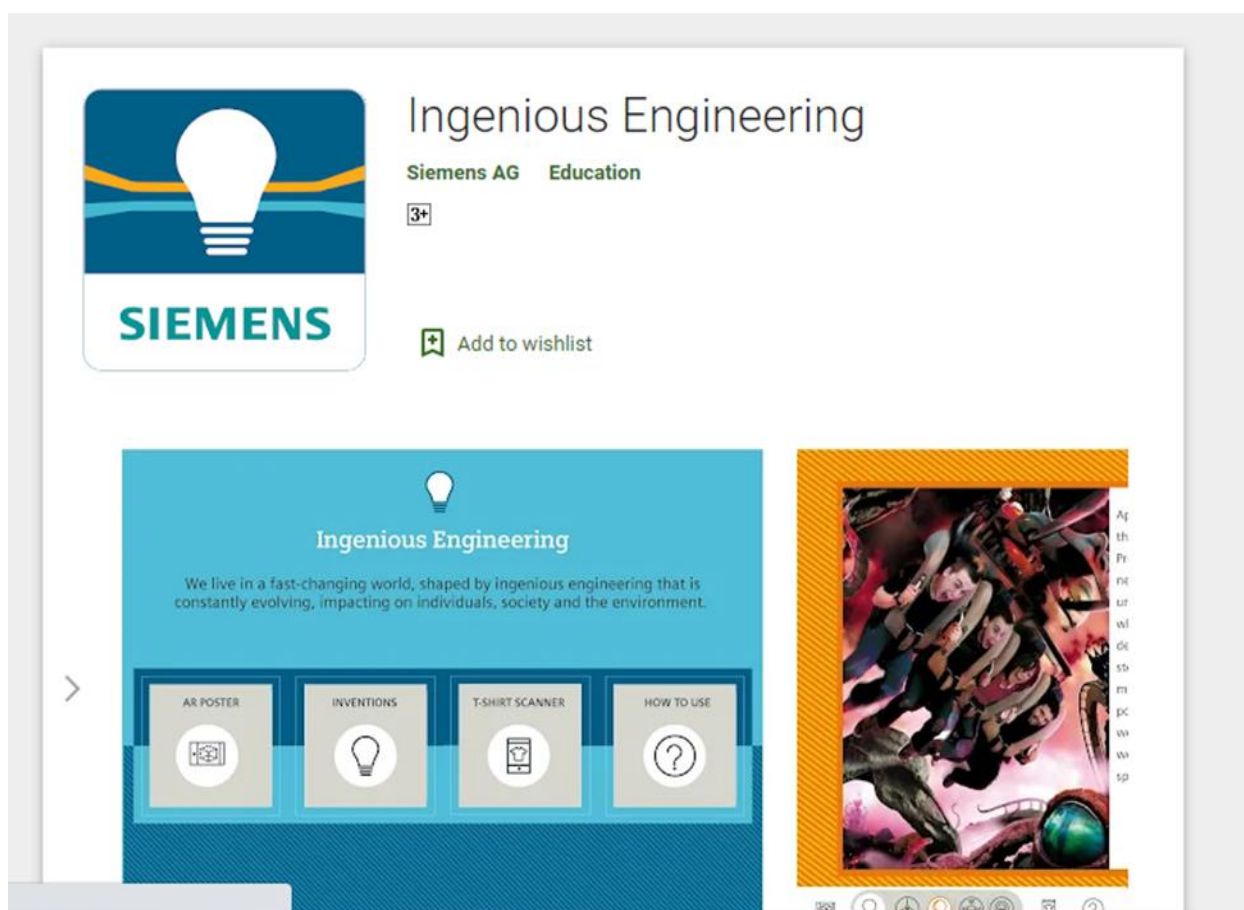 Ingenious Engineering
Siemens AG Education
3+
SIEMENS
Add to wishlist
Ingenious Engineering
We live in a fast-changing world, shaped by ingenious engineering that is
constantly evolving, impacting on individuals, society and the environment.
AR POSTER
INVENTIONS
T-SHIRT SCANNER
HOW TO USE